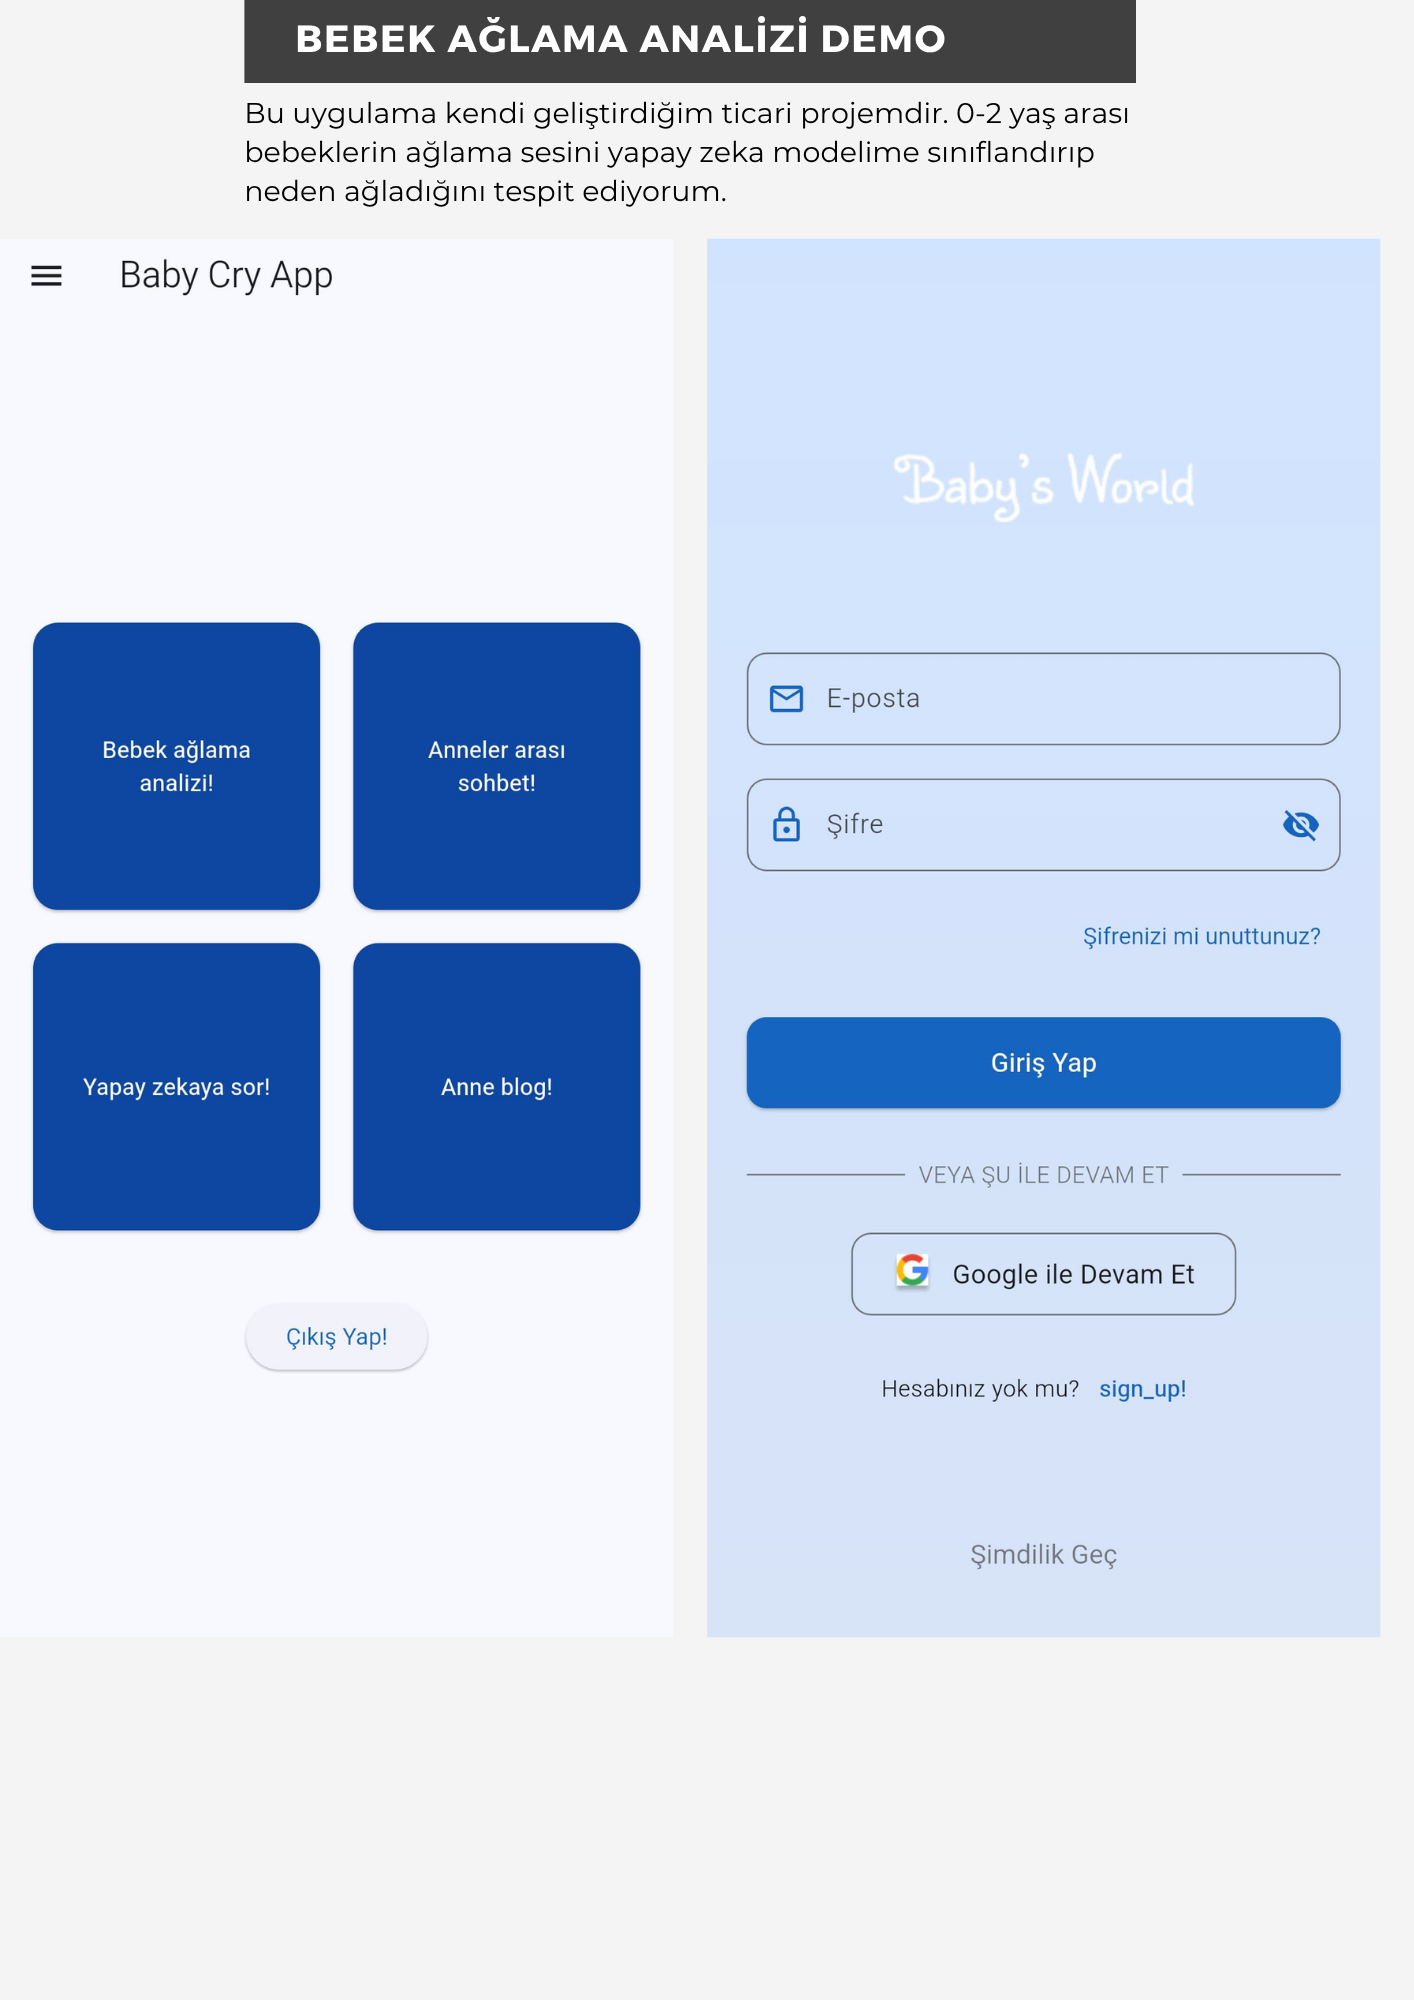 BEBEK AĞLAMA ANALİZİ DEMO
Bu uygulama kendi geliştirdiğim ticari projemdir. 0-2 yaş arası
bebeklerin ağlama sesini yapay zeka modelime sınıflandırıp
neden ağladığını tespit ediyorum.
Baby Cry App
Bebek ağlama
analizi!
Anneler arası
sohbet!
Yapay zekaya sor!
Anne blog!
Çıkış Yap!
Baby's World
E-posta
Şifre
Şifrenizi mi unuttunuz?
Giriş Yap
VEYA ŞU İLE DEVAM ET
Google ile Devam Et
Hesabınız yok mu? sign_up!
Şimdilik Geç